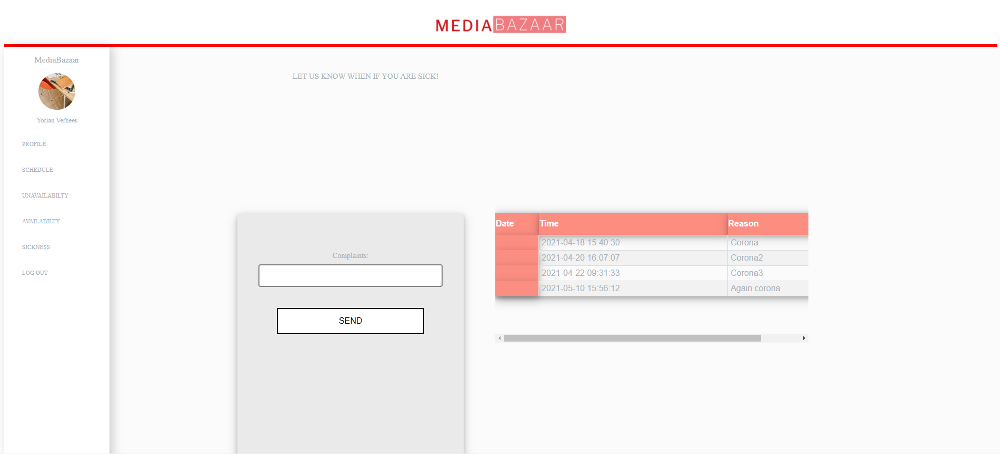 MEDIABAZAAR
MediaBazaar
Yorian Verhees
PROFILE
SCHEDULE
UNAVAILABILTY
AVAILABILTY
SICKNESS
LOG OUT
LET US KNOW WHEN IF YOU ARE SICK!
Complaints:
SEND
Date Time Reason
2021-04-18 15:40:30 Corona
2021-04-20 16:07:07 Corona2
2021-04-22 09:31:33 Corona3
2021-05-10 15:56:12 Again corona